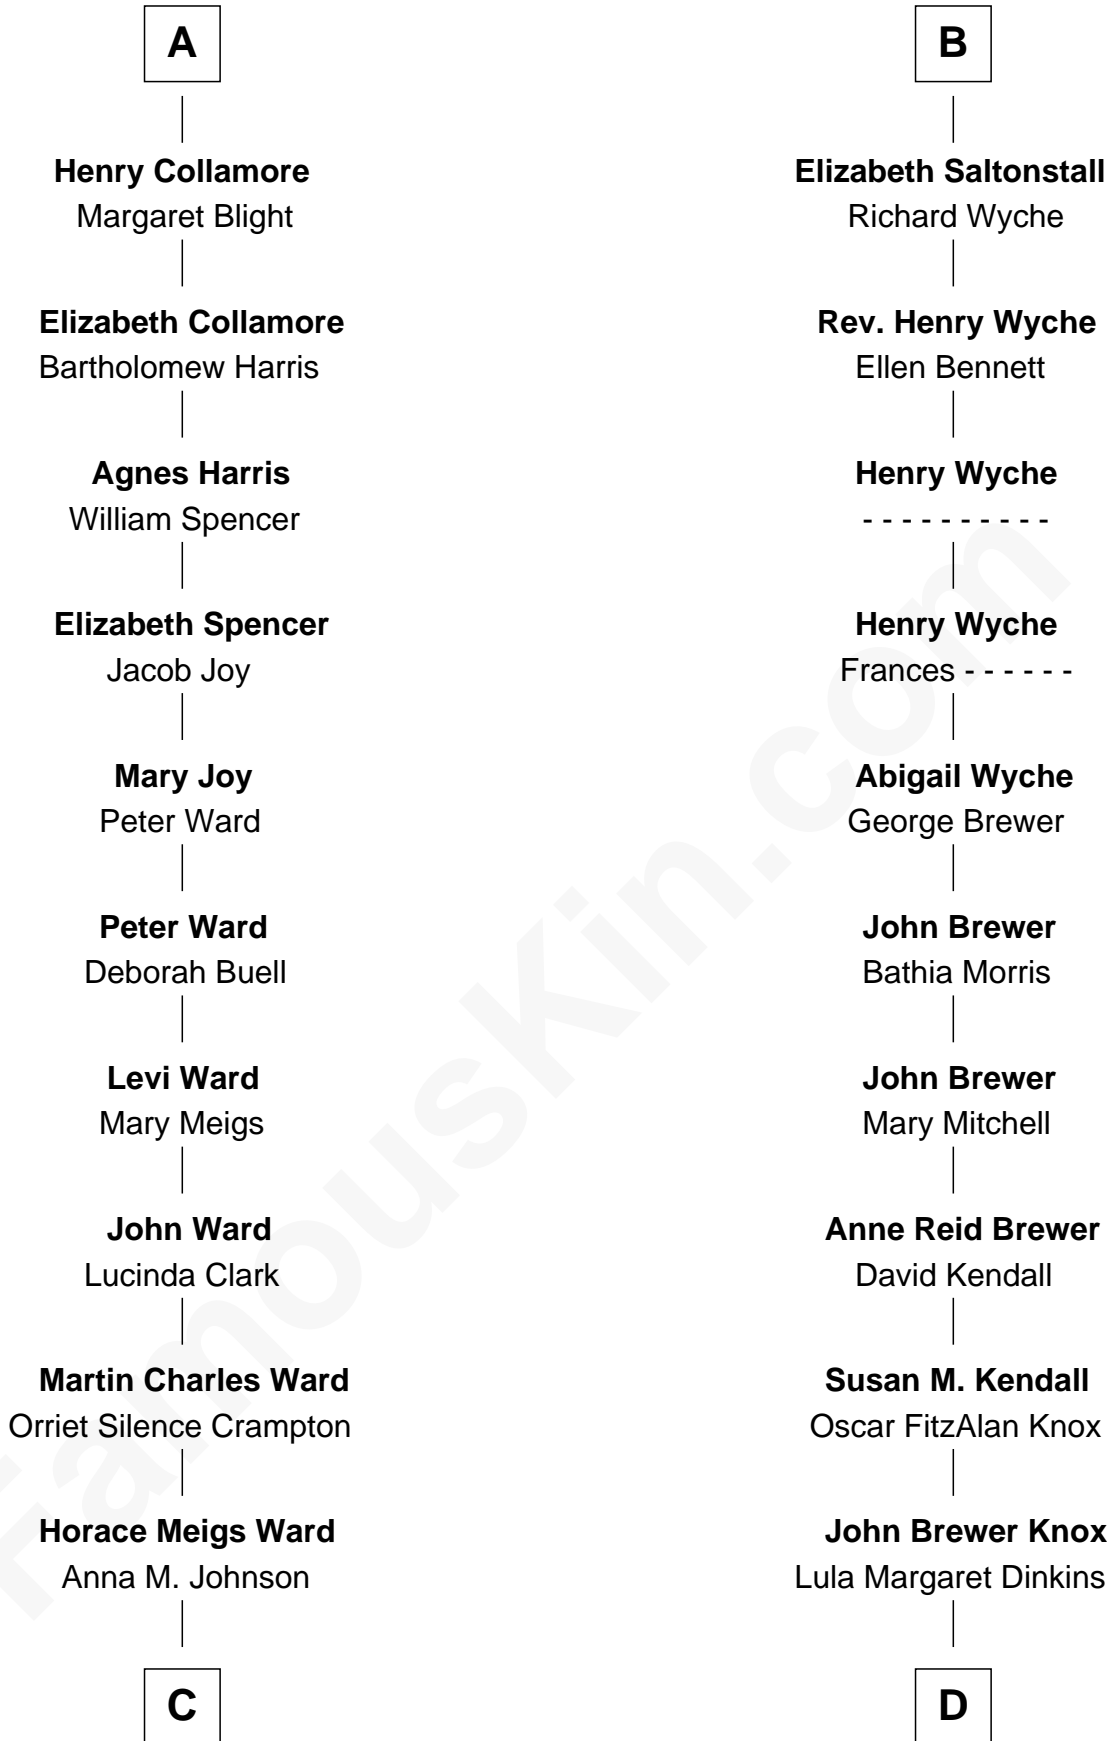 A
Henry Collamore
Margaret Blight
Elizabeth Collamore
Bartholomew Harris
Agnes Harris
William Spencer
Elizabeth Spencer
Jacob Joy
Mary Joy
Peter Ward
Peter Ward
Deborah Buell
Levi Ward
Mary Meigs
John Ward
Lucinda Clark
Martin Charles Ward
Orriet Silence Crampton
Horace Meigs Ward
Anna M. Johnson
C
B
Elizabeth Saltonstall
Richard Wyche
Rev. Henry Wyche
Ellen Bennett
Henry Wyche
- - - - - - - - - -
Henry Wyche
Frances - - - - - -
Abigail Wyche
George Brewer
John Brewer
Bathia Morris
John Brewer
Mary Mitchell
Anne Reid Brewer
David Kendall
Susan M. Kendall
Oscar FitzAlan Knox
John Brewer Knox
Lula Margaret Dinkins
D
FamousKin.com